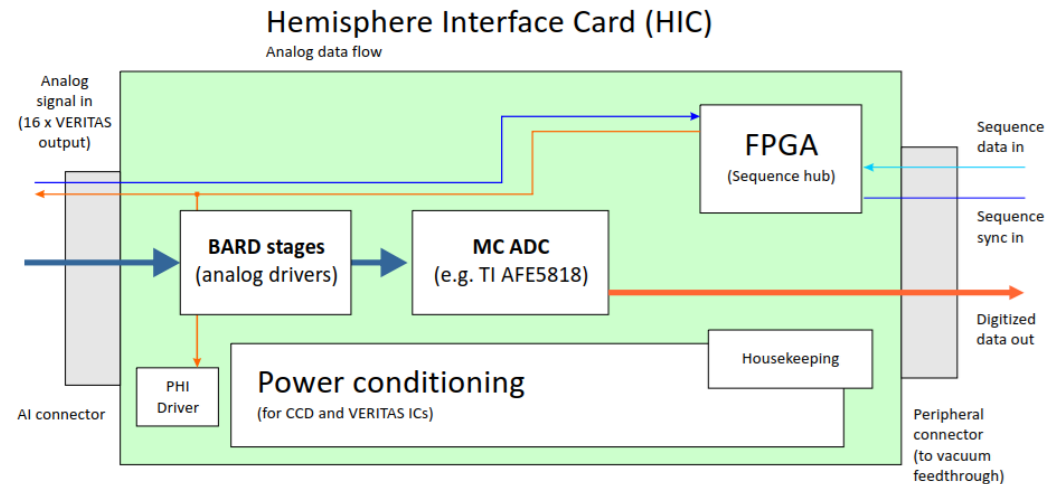 Hemisphere Interface Card (HIC)
Analog data flow
Analog
signal in
(16 x VERITAS
output)
FPGA
(Sequence hub)
Sequence
data in
Sequence
sync in
BARD stages
(analog drivers)
MC ADC
(e.g. TI AFE5818)
Digitized
data out
Housekeeping
Power conditioning
(for CCD and VERITAS ICs)
PHI
Driver
AI connector
Peripheral
connector
(to vacuum
feedthrough)